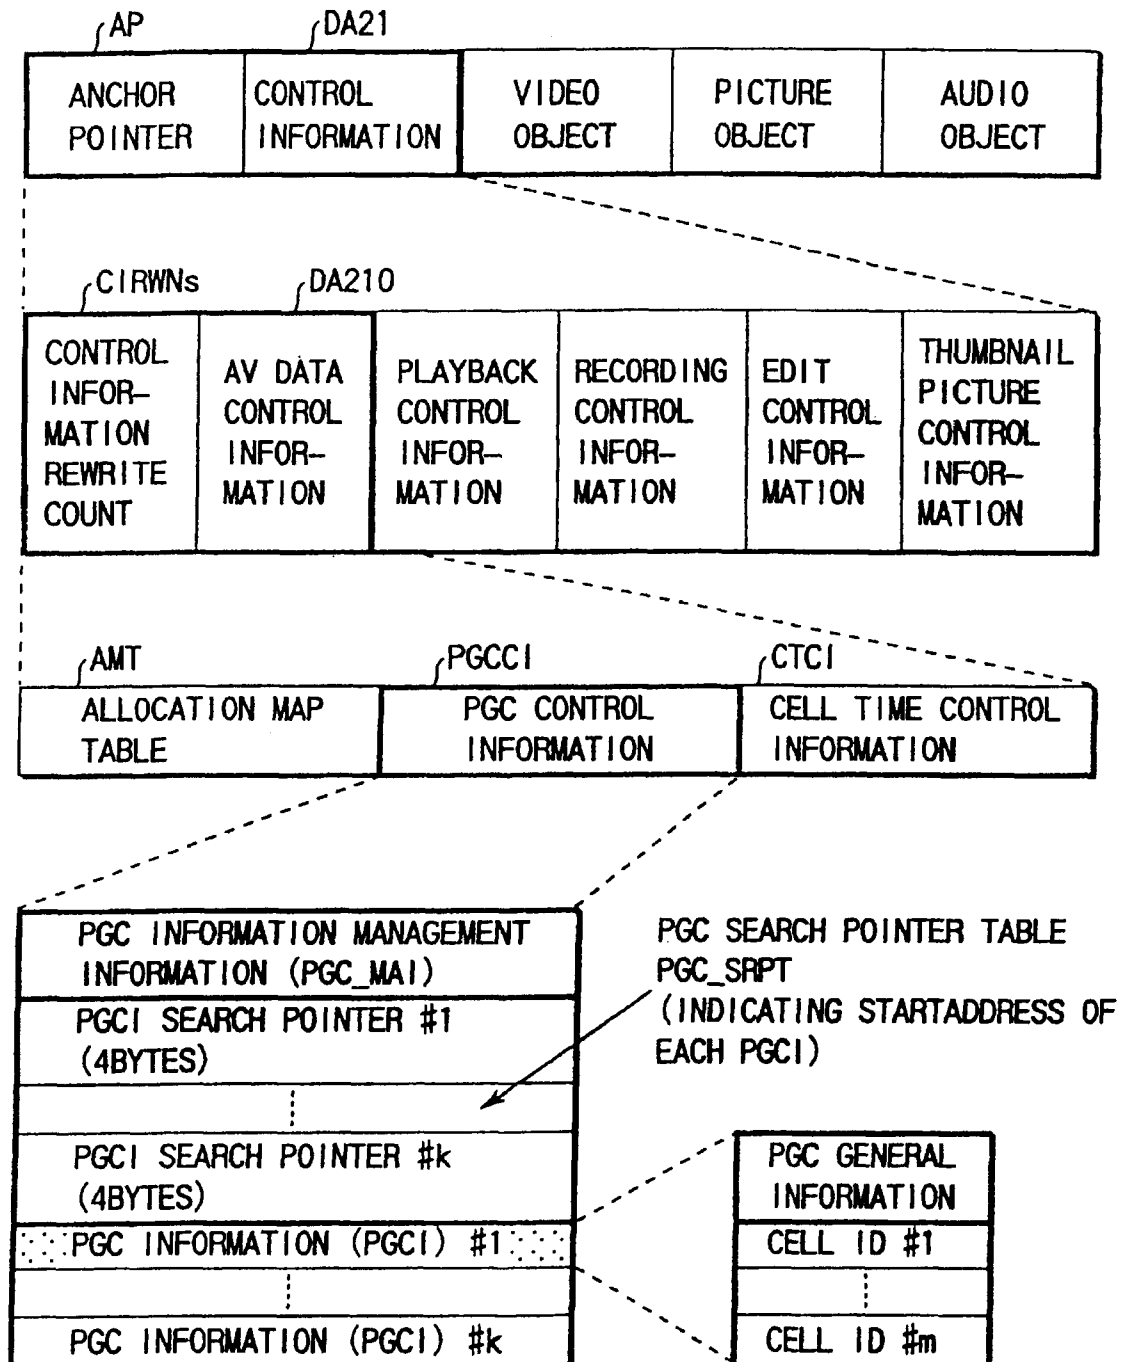 AP
DA21
ANCHOR
POINTER
CONTROL
INFORMATION
VIDEO
OBJECT
PICTURE
OBJECT
AUDIO
OBJECT
CIRWNs
DA210
CONTROL
INFOR-
MATION
REWRITE
COUNT
AV DATA
CONTROL
INFOR-
MATION
PLAYBACK
CONTROL
INFOR-
MATION
RECORDING
CONTROL
INFOR-
MATION
EDIT
CONTROL
INFOR-
MATION
THUMBNAIL
PICTURE
CONTROL
INFOR-
MATION
AMT
PGCCI
CTCI
ALLOCATION MAP
TABLE
PGC CONTROL
INFORMATION
CELL TIME CONTROL
INFORMATION
PGC INFORMATION MANAGEMENT
INFORMATION (PGC_MAI)
PGCI SEARCH POINTER #1
(4BYTES)
PGCI SEARCH POINTER #k
(4BYTES)
PGC INFORMATION (PGCI) #1
PGC INFORMATION (PGCI) #k
PGC SEARCH POINTER TABLE
PGC_SRPT
(INDICATING STARTADDRESS OF
EACH PGCI)
PGC GENERAL
INFORMATION
CELL ID #1
CELL ID #m